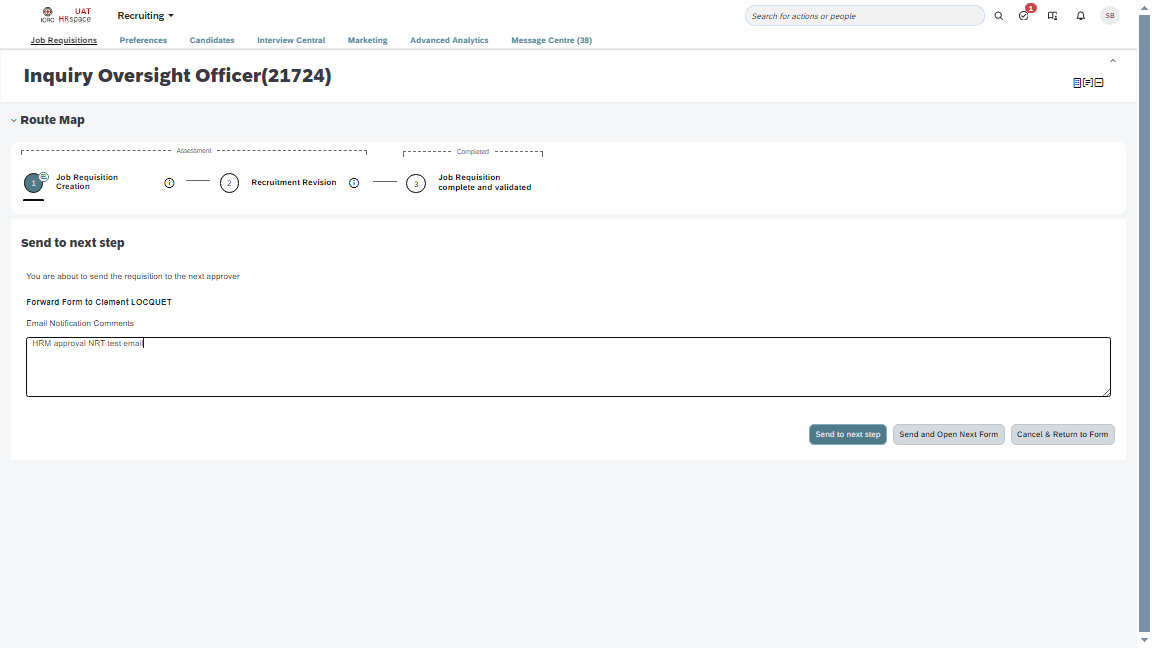 UAT
ICRC HRspace
Recruiting
Search for actions or people
1
SB
Job Requisitions
Preferences
Candidates
Interview Central
Marketing
Advanced Analytics
Message Centre (38)
Inquiry Oversight Officer(21724)
Route Map
Assessment
Completed
1
Job Requisition
Creation
2
Recruitment Revision
3
Job Requisition
complete and validated
Send to next step
You are about to send the requisition to the next approver
Forward Form to Clement LOCQUET
Email Notification Comments
HRM approval NRT test email
Send to next step
Send and Open Next Form
Cancel & Return to Form